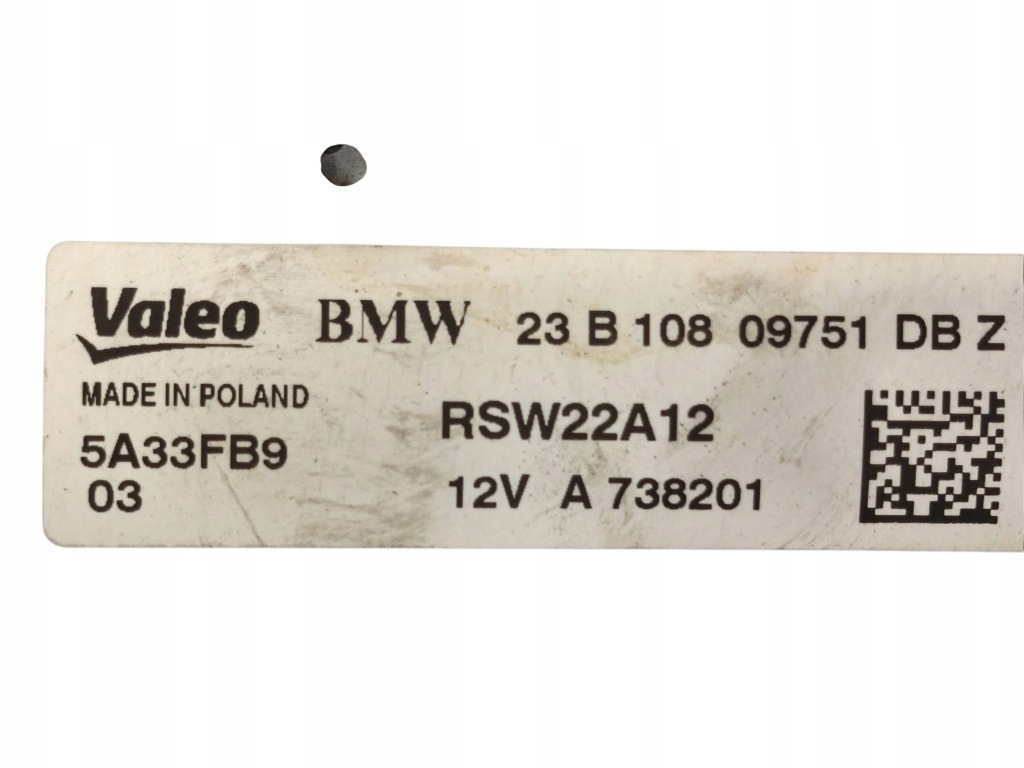 Valeo BMW 23 B 108 09751 DB Z
MADE IN POLAND
RSW22A12
5A33FB9
03
12V A 738201